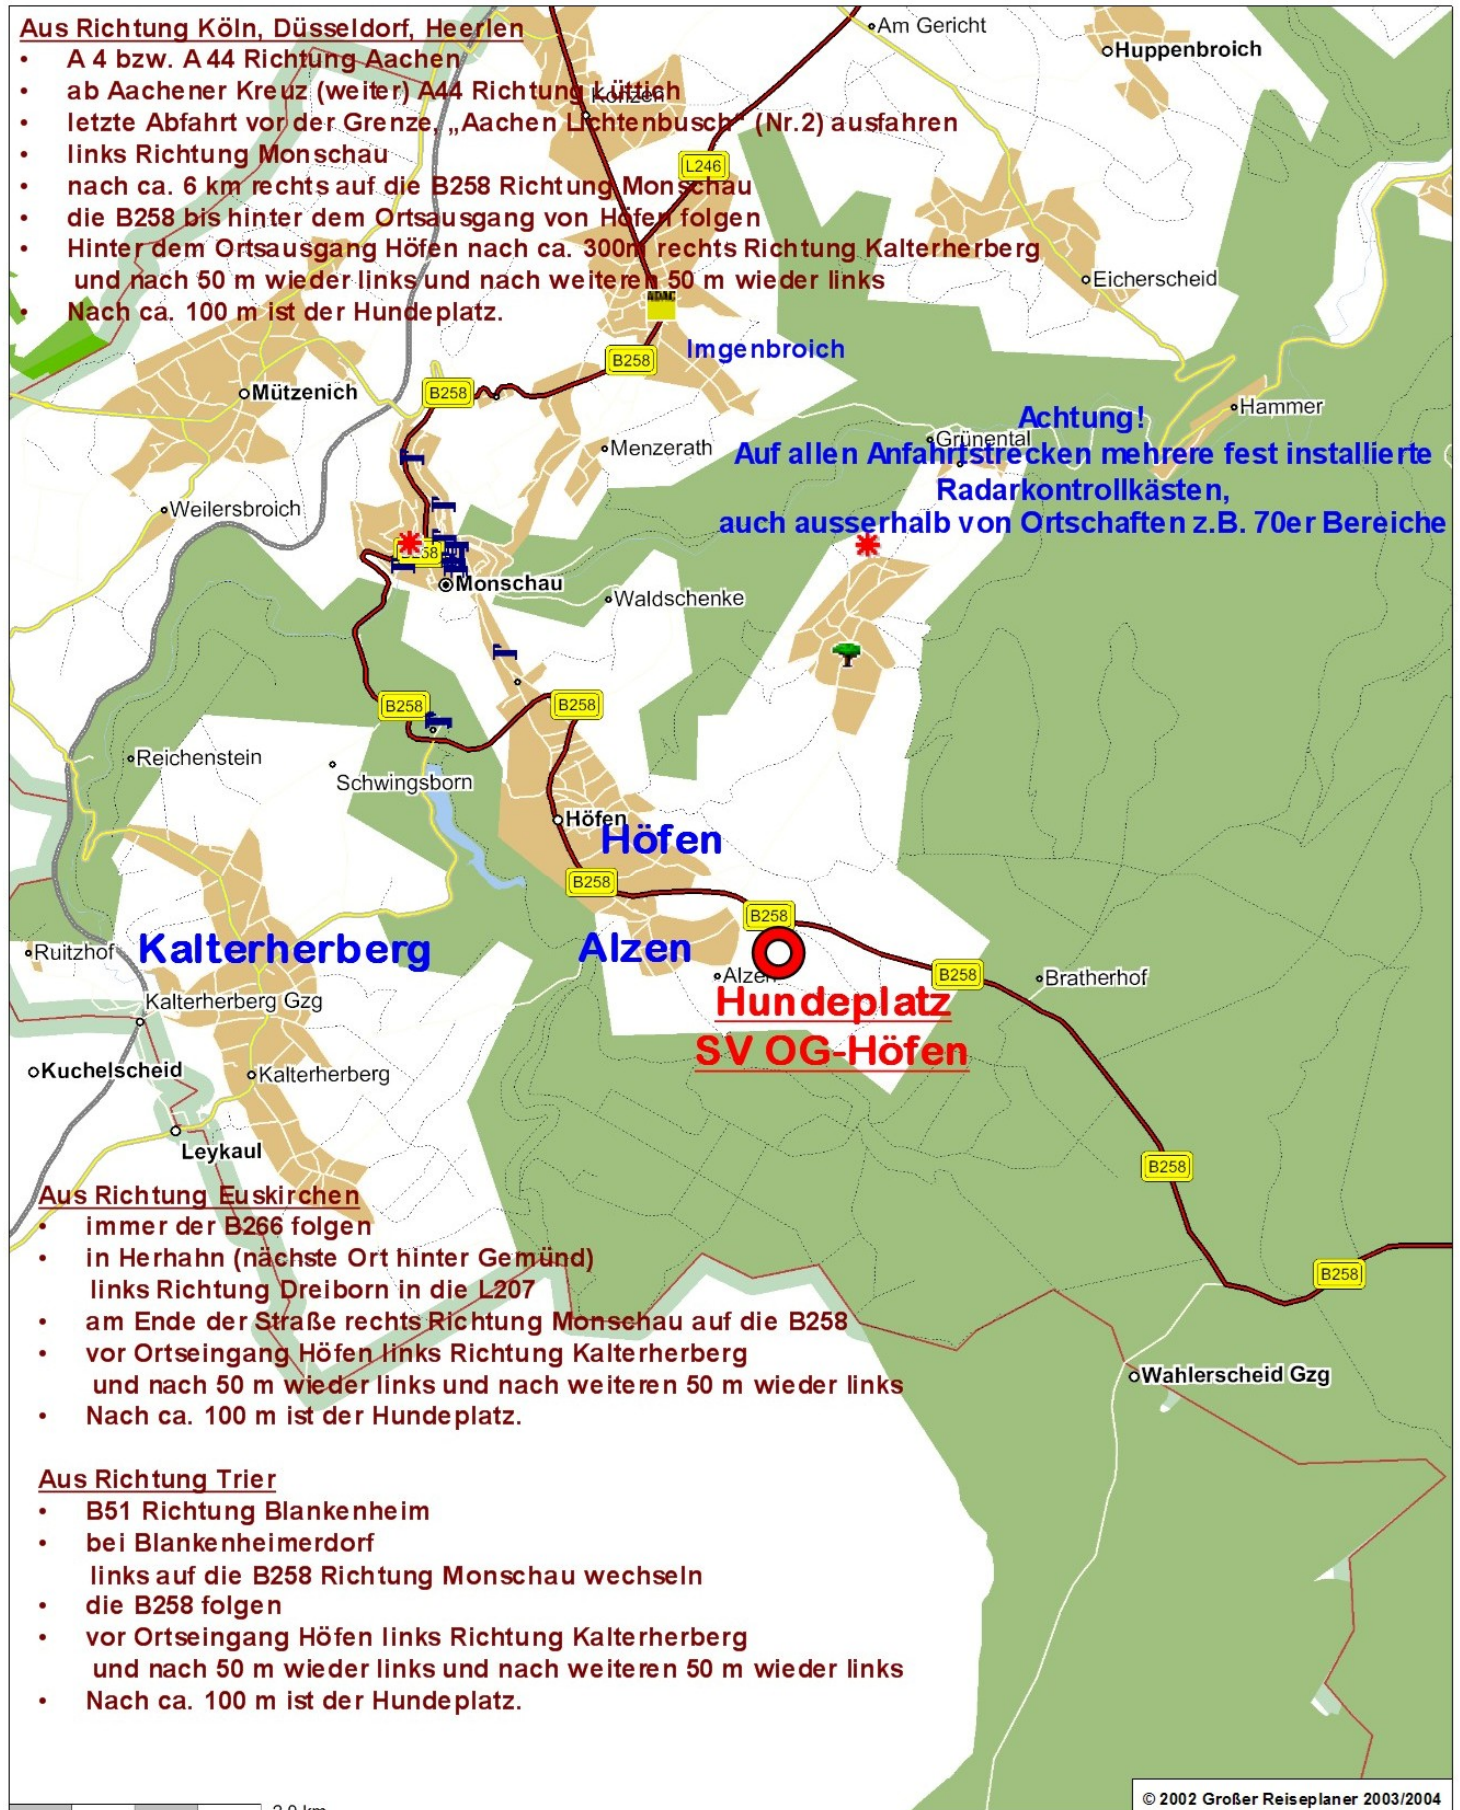 Aus Richtung Köln, Düsseldorf, Heerlen
• A 4 bzw. A 44 Richtung Aachen
• ab Aachener Kreuz (weiter) A44 Richtung Lüttich
• letzte Abfahrt vor der Grenze, „Aachen Lichtenbusch“ (Nr.2) ausfahren
• links Richtung Monschau
• nach ca. 6 km rechts auf die B258 Richtung Monschau
• die B258 bis hinter dem Ortsausgang von Höfen folgen
• Hinter dem Ortsausgang Höfen nach ca. 300m rechts Richtung Kalterherberg
und nach 50 m wieder links und nach weiteren 50 m wieder links
• Nach ca. 100 m ist der Hundeplatz.
Am Gericht
Huppenbroich
Konzen
L246
Eicherscheid
ADAC
Imgenbroich
B258
B258
Mützenich
Hammer
Achtung!
Grünental
Auf allen Anfahrtstrecken mehrere fest installierte
Radarkontrollkästen,
auch ausserhalb von Ortschaften z.B. 70er Bereiche
Menzerath
Weilersbroich
B258
Monschau
Waldschenke
B258
B258
Reichenstein
Schwingsborn
Höfen
Höfen
B258
B258
Ruitzhof
Kalterherberg
Alzen
Alzen
B258
Bratherhof
Kalterherberg Gzg
Hundeplatz
SV OG-Höfen
Kuchelscheid
Kalterherberg
Leykaul
B258
B258
Wahlerscheid Gzg
Aus Richtung Euskirchen
• immer der B266 folgen
• in Herhahn (nächste Ort hinter Gemünd)
links Richtung Dreiborn in die L207
• am Ende der Straße rechts Richtung Monschau auf die B258
• vor Ortseingang Höfen links Richtung Kalterherberg
und nach 50 m wieder links und nach weiteren 50 m wieder links
• Nach ca. 100 m ist der Hundeplatz.
Aus Richtung Trier
• B51 Richtung Blankenheim
• bei Blankenheimerdorf
links auf die B258 Richtung Monschau wechseln
• die B258 folgen
• vor Ortseingang Höfen links Richtung Kalterherberg
und nach 50 m wieder links und nach weiteren 50 m wieder links
• Nach ca. 100 m ist der Hundeplatz.
© 2002 Großer Reiseplaner 2003/2004